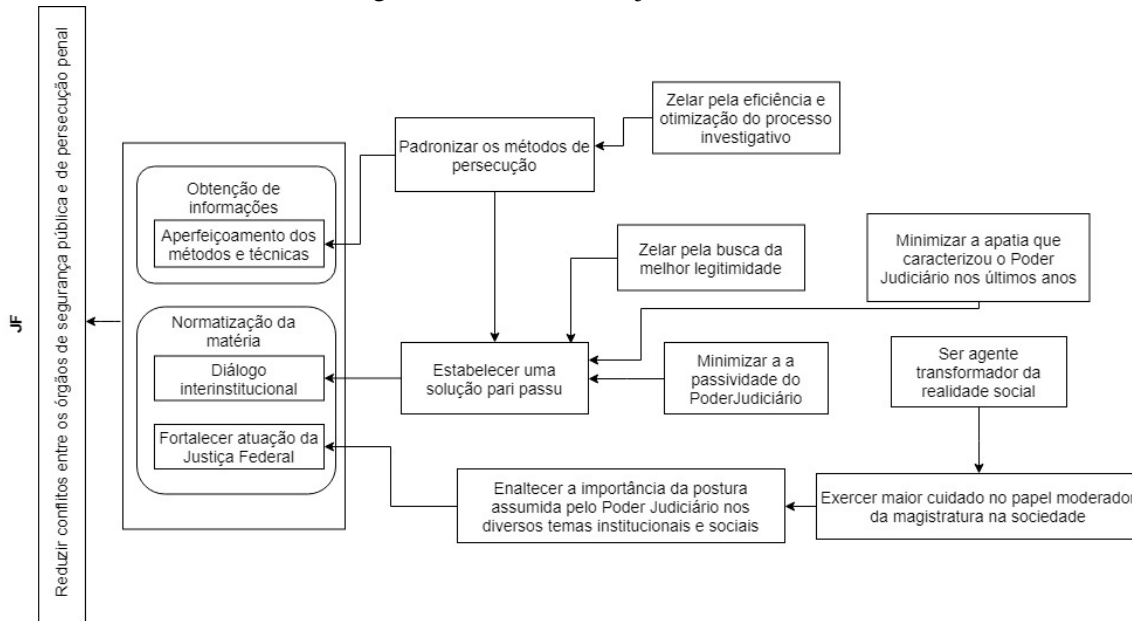 JF
Reduzir conflitos entre os órgãos de segurança pública e de persecução penal
Obtenção de
informações
Aperfeiçoamento dos
métodos e técnicas
Normatização da
matéria
Diálogo
interinstitucional
Fortalecer atuação da
Justiça Federal
Padronizar os métodos de
persecução
Zelar pela eficiência e
otimização do processo
investigativo
Zelar pela busca da
melhor legitimidade
Minimizar a apatia que
caracterizou o Poder
Judiciário nos últimos anos
Estabelecer uma
solução pari passu
Minimizar a a
passividade do
PoderJudiciário
Ser agente
transformador da
realidade social
Enaltecer a importância da postura
assumida pelo Poder Judiciário nos
diversos temas institucionais e sociais
Exercer maior cuidado no papel moderador
da magistratura na sociedade